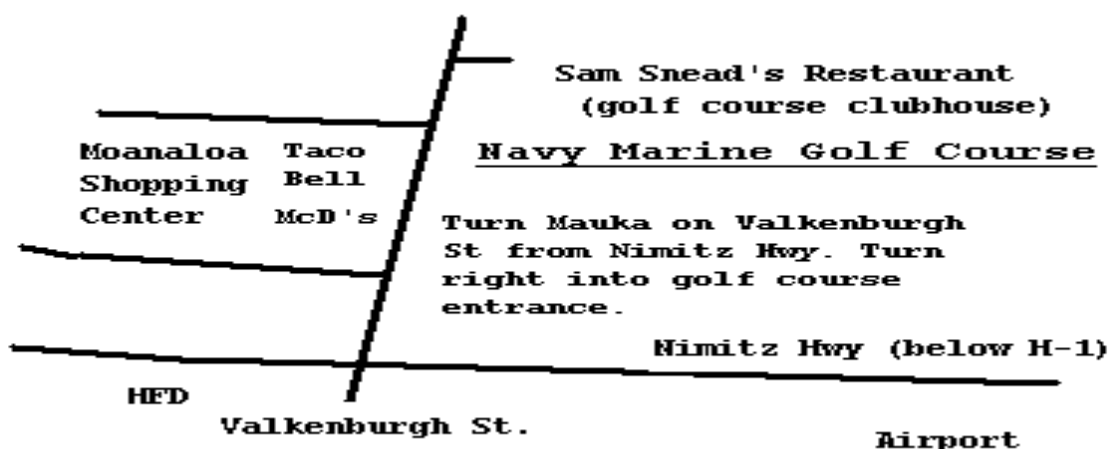 Sam Snead's Restaurant
(golf course clubhouse)
Moanaloa Taco
Shopping Bell
Center McD's
Navy Marine Golf Course
Turn Mauka on Valkenburgh
St from Nimitz Hwy. Turn
right into golf course
entrance.
Nimitz Hwy (below H-1)
HFD
Valkenburgh St.
Airport